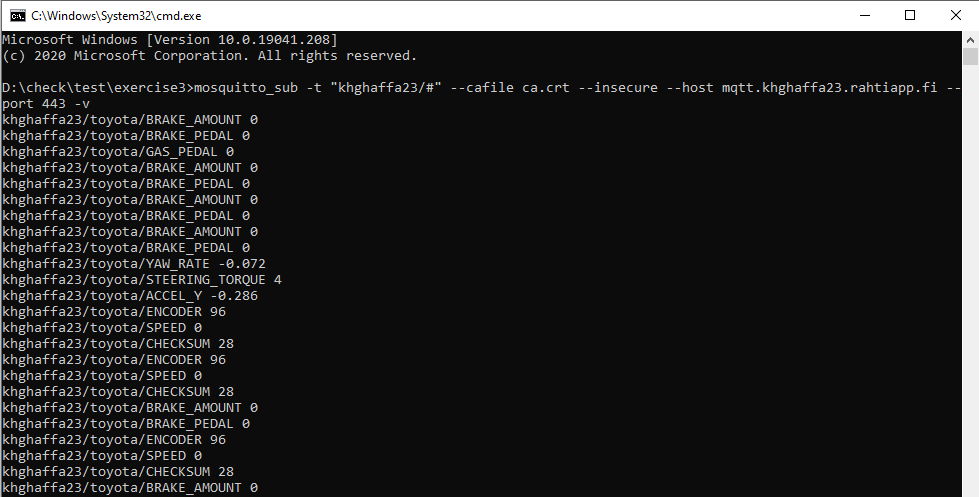 C:\Windows\System32\cmd.exe
Microsoft Windows [Version 10.0.19041.208]
(c) 2020 Microsoft Corporation. All rights reserved.
D:\check\test\exercise3>mosquitto_sub -t "khghaffa23/#" --cafile ca.crt --insecure --host mqtt.khghaffa23.rahtiapp.fi --
port 443 -v
khghaffa23/toyota/BRAKE_AMOUNT 0
khghaffa23/toyota/BRAKE_PEDAL 0
khghaffa23/toyota/GAS_PEDAL 0
khghaffa23/toyota/BRAKE_AMOUNT 0
khghaffa23/toyota/BRAKE_PEDAL 0
khghaffa23/toyota/BRAKE_AMOUNT 0
khghaffa23/toyota/BRAKE_PEDAL 0
khghaffa23/toyota/BRAKE_AMOUNT 0
khghaffa23/toyota/BRAKE_PEDAL 0
khghaffa23/toyota/YAW_RATE -0.072
khghaffa23/toyota/STEERING_TORQUE 4
khghaffa23/toyota/ACCEL_Y -0.286
khghaffa23/toyota/ENCODER 96
khghaffa23/toyota/SPEED 0
khghaffa23/toyota/CHECKSUM 28
khghaffa23/toyota/ENCODER 96
khghaffa23/toyota/SPEED 0
khghaffa23/toyota/CHECKSUM 28
khghaffa23/toyota/BRAKE_AMOUNT 0
khghaffa23/toyota/BRAKE_PEDAL 0
khghaffa23/toyota/ENCODER 96
khghaffa23/toyota/SPEED 0
khghaffa23/toyota/CHECKSUM 28
khghaffa23/toyota/BRAKE_AMOUNT 0